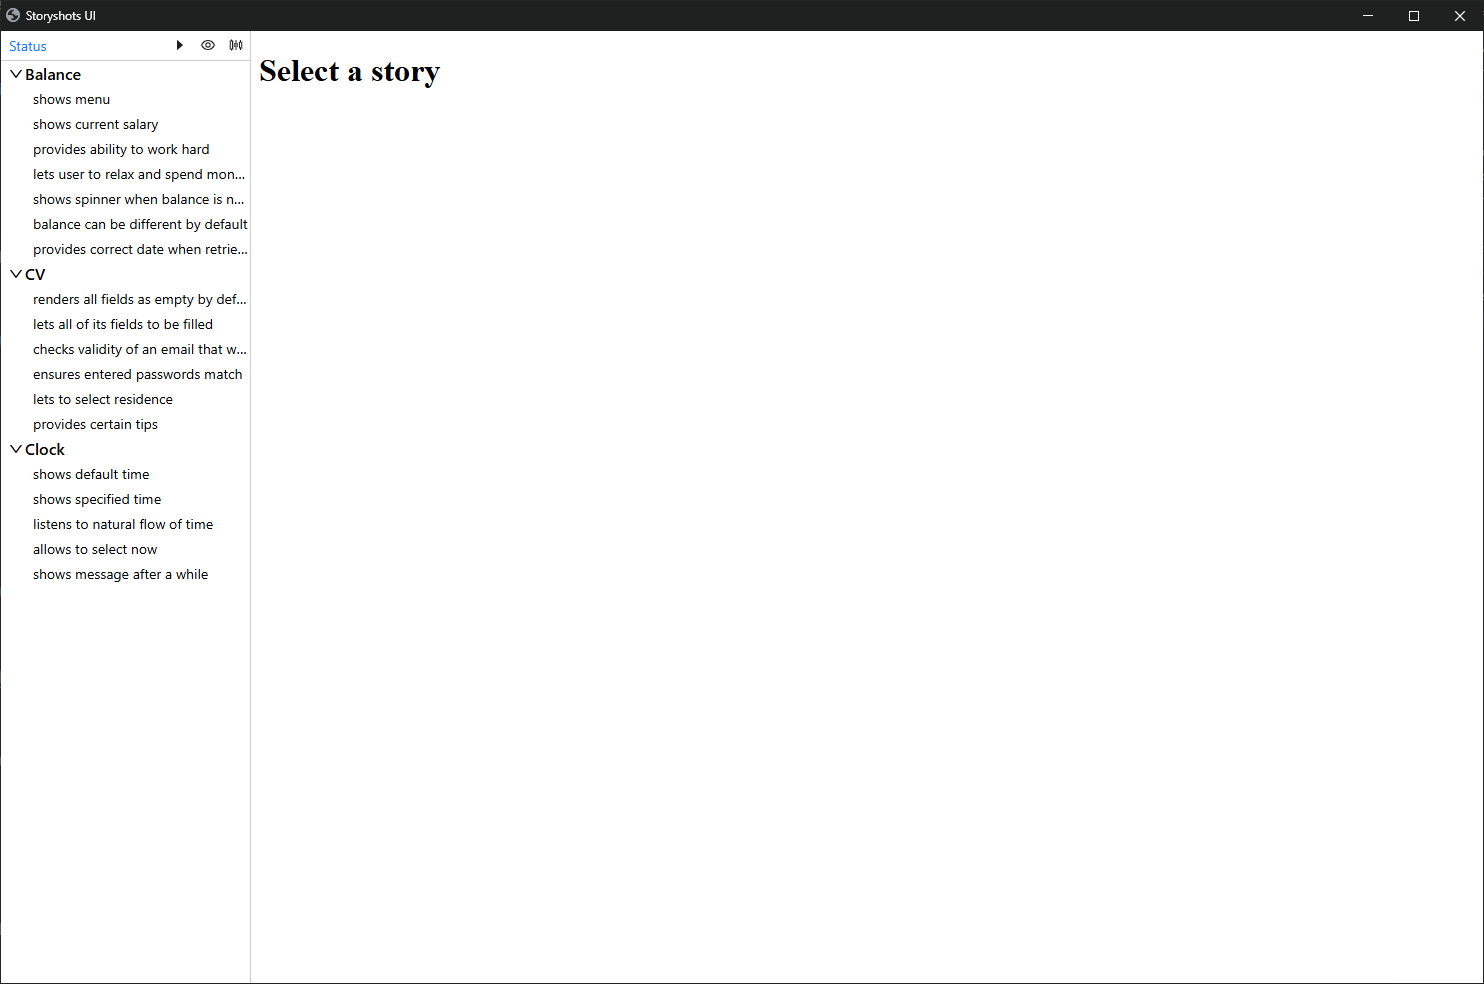 Storyshots UI
Status
Balance
shows menu
shows current salary
provides ability to work hard
lets user to relax and spend mon...
shows spinner when balance is n...
balance can be different by default
provides correct date when retrie...
CV
renders all fields as empty by def...
lets all of its fields to be filled
checks validity of an email that w...
ensures entered passwords match
lets to select residence
provides certain tips
Clock
shows default time
shows specified time
listens to natural flow of time
allows to select now
shows message after a while
Select a story